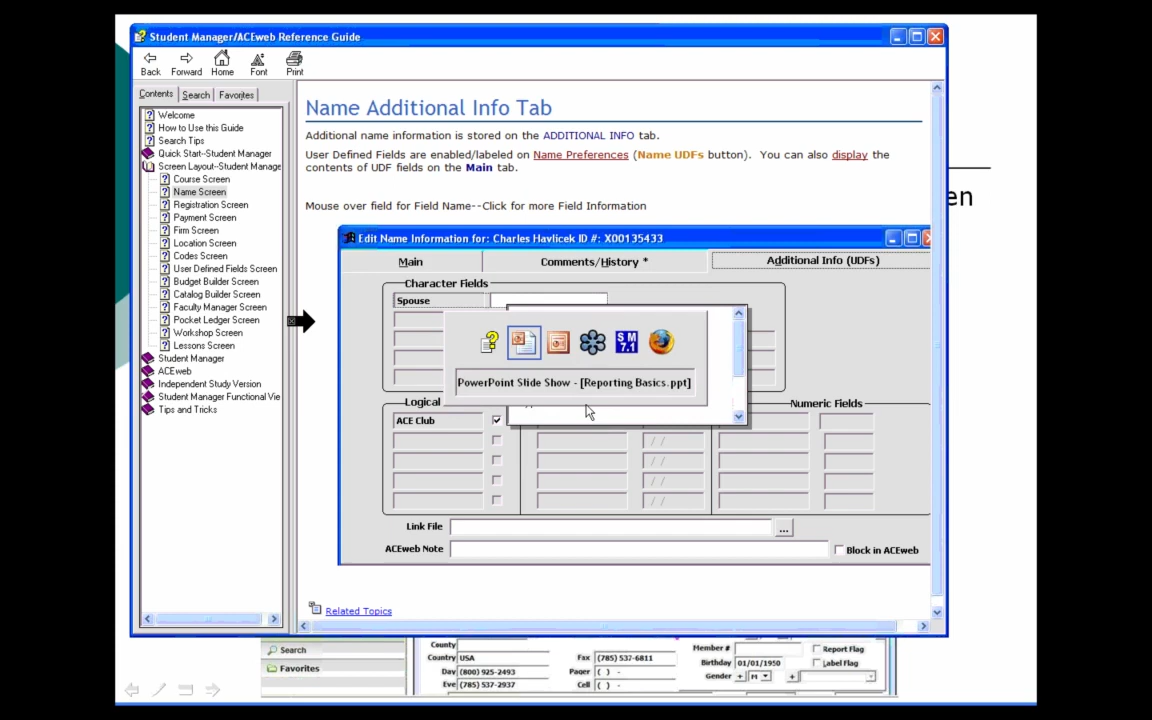 Student Manager/ACEweb Reference Guide
Back Forward Home Font Print
Contents Search Favorites
Welcome
How to Use this Guide
Search Tips
Quick Start--Student Manager
Screen Layout--Student Manage
Course Screen
Name Screen
Registration Screen
Payment Screen
Firm Screen
Location Screen
Codes Screen
User Defined Fields Screen
Budget Builder Screen
Catalog Builder Screen
Faculty Manager Screen
Pocket Ledger Screen
Workshop Screen
Lessons Screen
Student Manager
ACEweb
Independent Study Version
Student Manager Functional Vie
Tips and Tricks
Name Additional Info Tab
Additional name information is stored on the ADDITIONAL INFO tab.
User Defined Fields are enabled/labeled on Name Preferences (Name UDFs button). You can also display the
contents of UDF fields on the Main tab.
Mouse over field for Field Name--Click for more Field Information
Edit Name Information for: Charles Havlicek ID #: X00135433
Main Comments/History * Additional Info (UDFs)
Character Fields
Spouse
SM 7.1
PowerPoint Slide Show - [Reporting Basics.ppt]
Logical Numeric Fields
ACE Club
/ /
/ /
/ /
/ /
Link File ...
ACEweb Note Block in ACEweb
Related Topics
en
Search
Favorites
County
Country USA Fax (785) 537-6811
Day (800) 925-2493 Pager ( ) -
Eve (785) 537-2937 Cell ( ) -
Member # Report Flag
Birthday 01/01/1950 Label Flag
Gender + M +